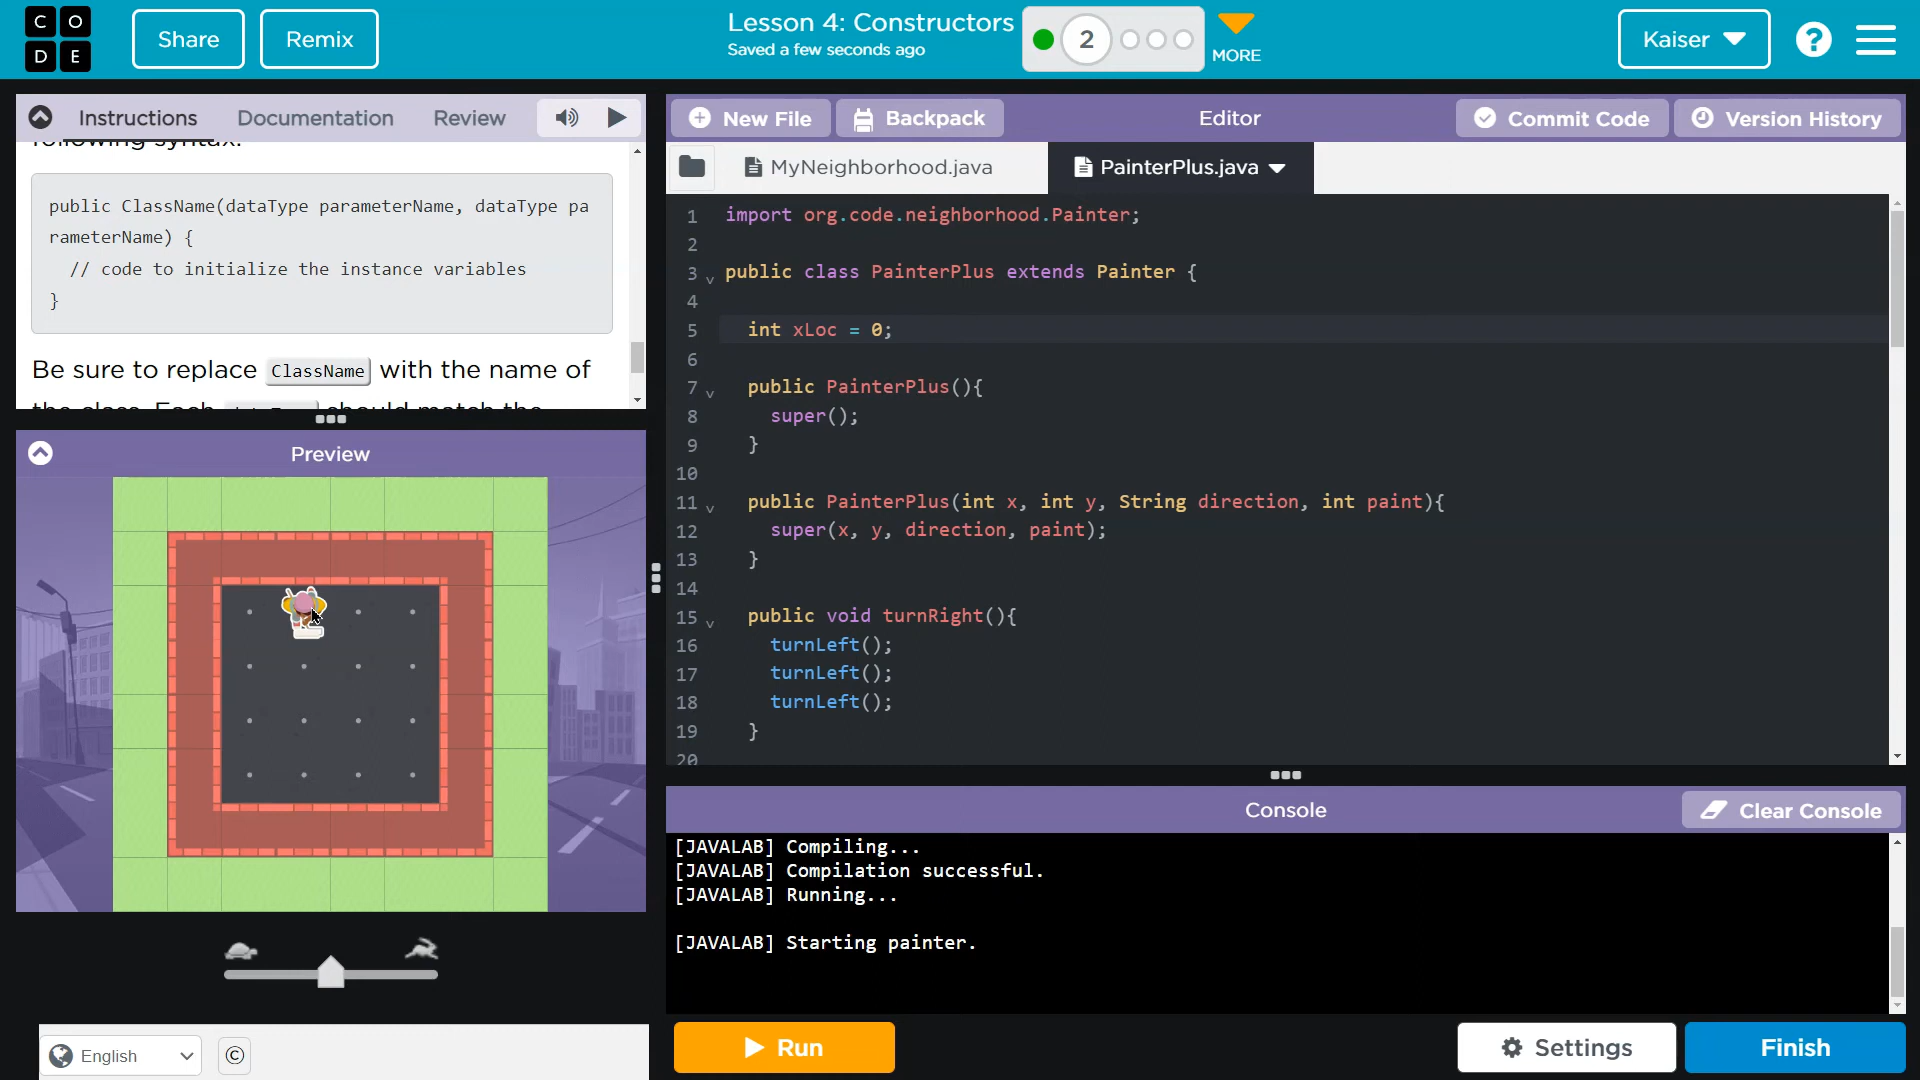 C O
D E
Share
Remix
Lesson 4: Constructors
Saved a few seconds ago
2
MORE
Kaiser
?
Instructions
Documentation
Review
following syntax:
public ClassName(dataType parameterName, dataType pa
rameterName) {
// code to initialize the instance variables
}
Be sure to replace ClassName with the name of
should match the
Preview
English
©
New File
Backpack
Editor
Commit Code
Version History
MyNeighborhood.java
PainterPlus.java
1 import org.code.neighborhood.Painter;
2
3 public class PainterPlus extends Painter {
4
5 int xLoc = 0;
6
7 public PainterPlus(){
8 super();
9 }
10
11 public PainterPlus(int x, int y, String direction, int paint){
12 super(x, y, direction, paint);
13 }
14
15 public void turnRight(){
16 turnLeft();
17 turnLeft();
18 turnLeft();
19 }
20
Console
Clear Console
[JAVALAB] Compiling...
[JAVALAB] Compilation successful.
[JAVALAB] Running...
[JAVALAB] Starting painter.
Run
Settings
Finish